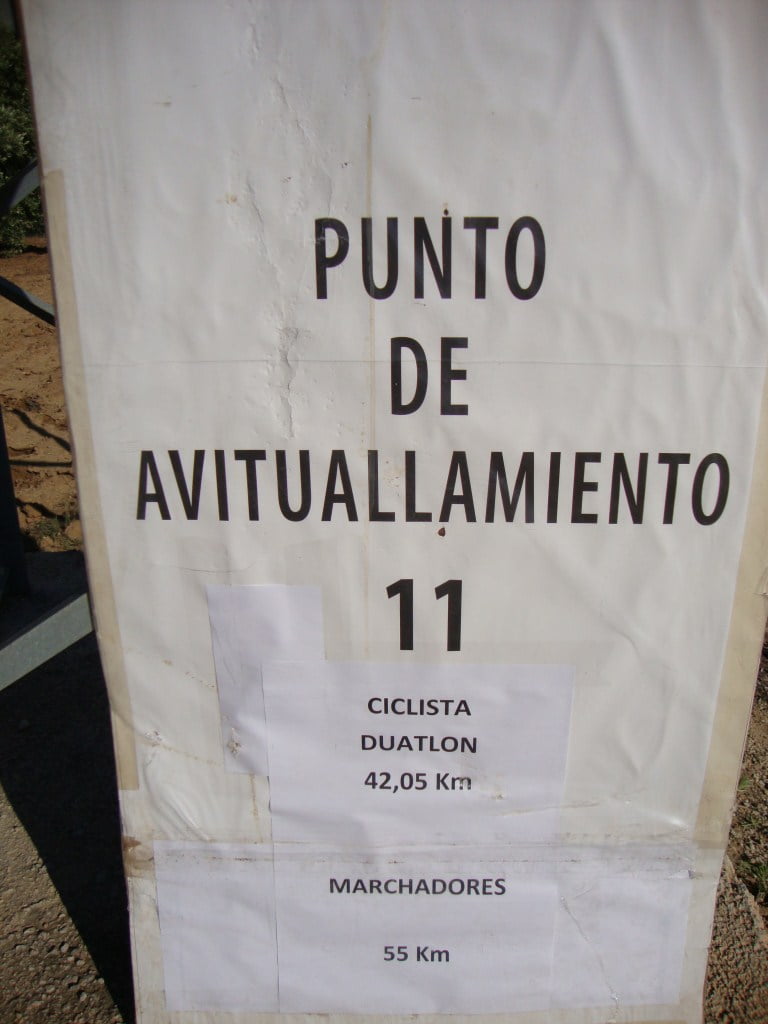 PUNTO
DE
AVITUALLAMIENTO
11
CICLISTA
DUATLON
42,05 Km
MARCHADORES
55 Km